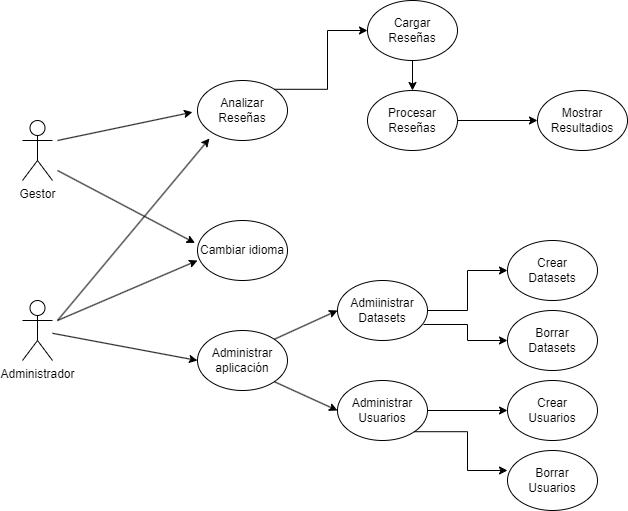 Cargar
Reseñas
Analizar
Reseñas
Procesar
Reseñas
Mostrar
Resultadios
Gestor
Cambiar idioma
Crear
Datasets
Admiinistrar
Datasets
Borrar
Datasets
Administrador
Administrar
aplicación
Administrar
Usuarios
Crear
Usuarios
Borrar
Usuarios